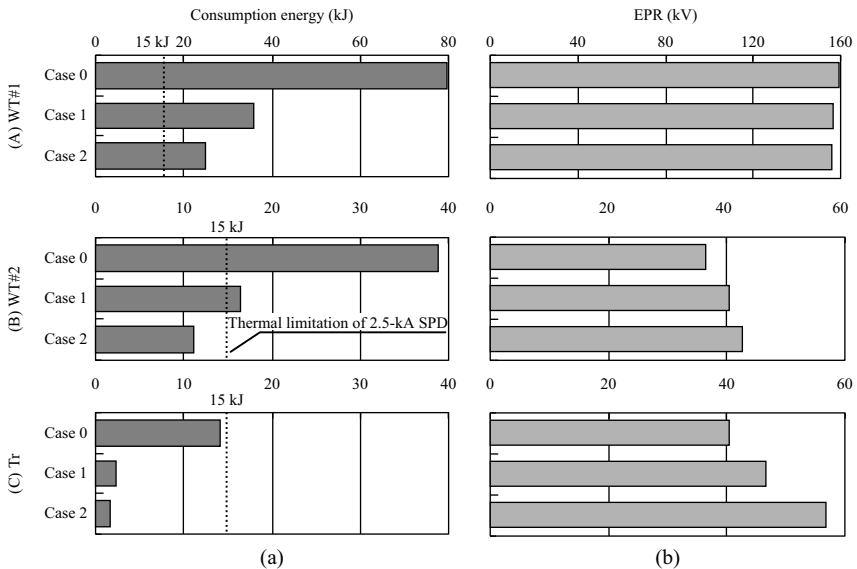 Consumption energy (kJ)
EPR (kV)
0 15 kJ 20 40 60 80
0 40 80 120 160
(A) WT#1
Case 0
Case 1
Case 2
0 10 20 30 40
0 20 40 60
15 kJ
(B) WT#2
Case 0
Case 1
Case 2
Thermal limitation of 2.5-kA SPD
0 10 20 30 40
0 20 40 60
15 kJ
(C) Tr
Case 0
Case 1
Case 2
(a)
(b)